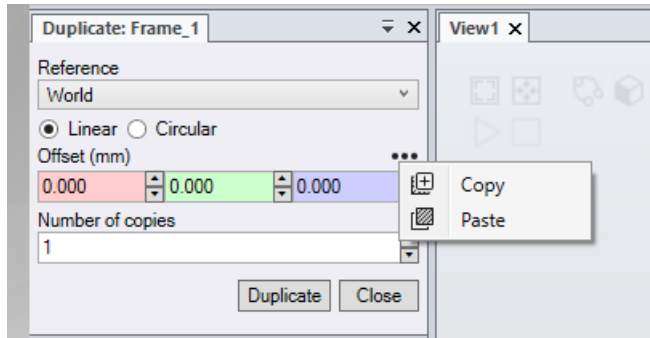 Duplicate: Frame_1
View1
Reference
World
Linear Circular
Offset (mm)
0.000 0.000 0.000
Copy
Paste
Number of copies
1
Duplicate Close